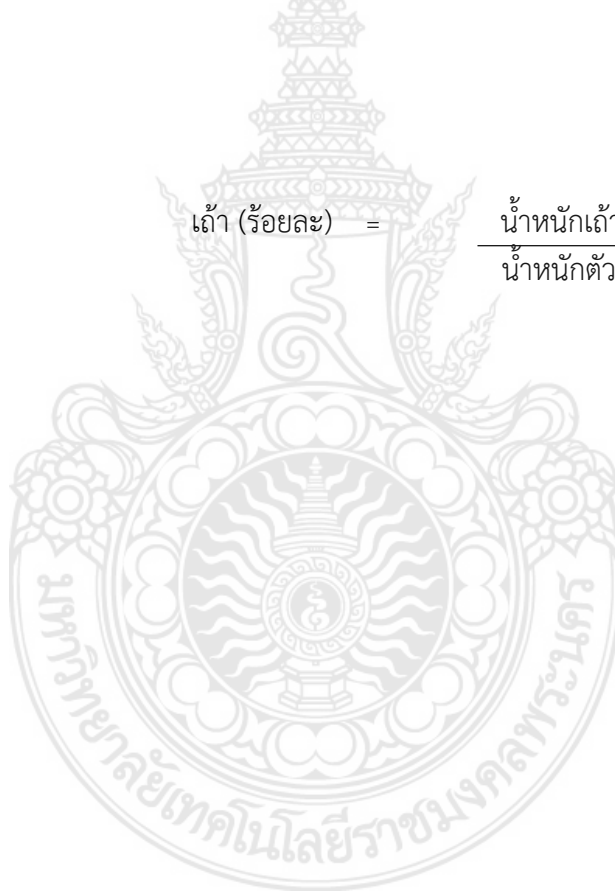 เถ้า (ร้อยละ) = น้ำหนักเถ้า
น้ำหนักตัว
มหาวิทยาลัยเทคโนโลยีราชมงคลพระนคร